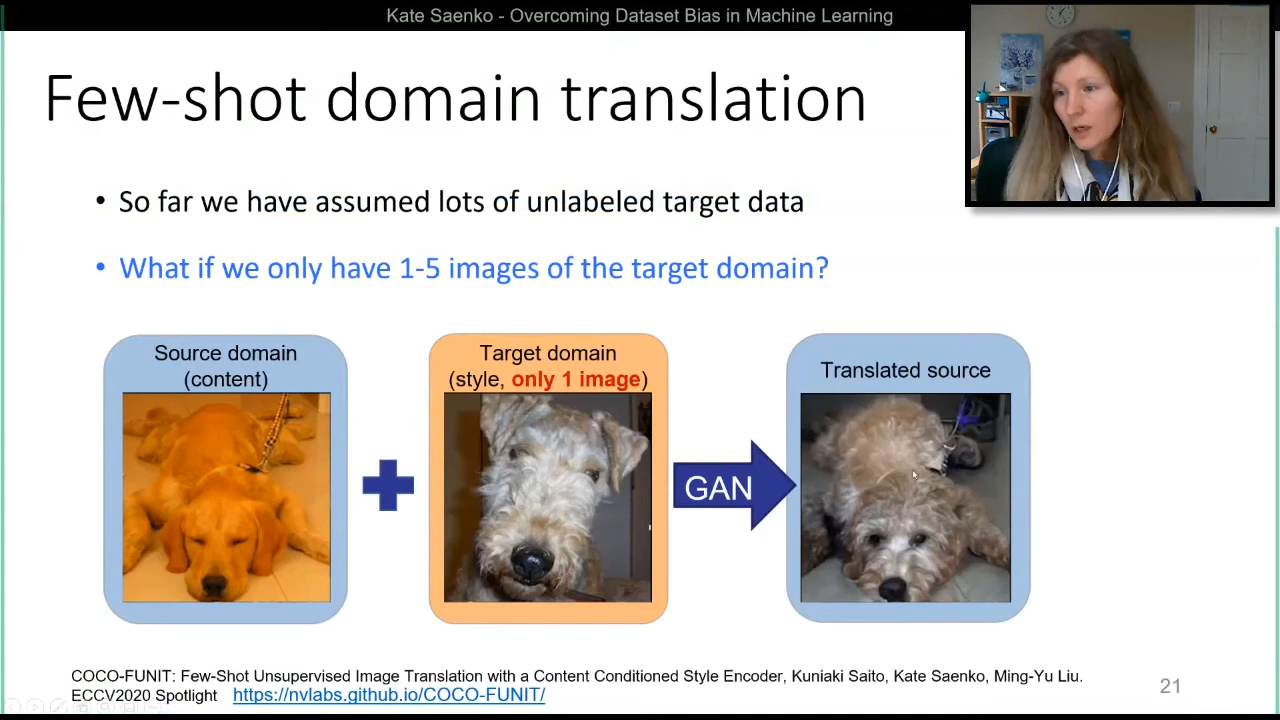 Kate Saenko - Overcoming Dataset Bias in Machine Learning
Few-shot domain translation
• So far we have assumed lots of unlabeled target data
• What if we only have 1-5 images of the target domain?
Source domain
(content)
Target domain
(style, only 1 image)
GAN
Translated source
COCO-FUNIT: Few-Shot Unsupervised Image Translation with a Content Conditioned Style Encoder, Kuniaki Saito, Kate Saenko, Ming-Yu Liu.
ECCV2020 Spotlight https://nvlabs.github.io/COCO-FUNIT/
21